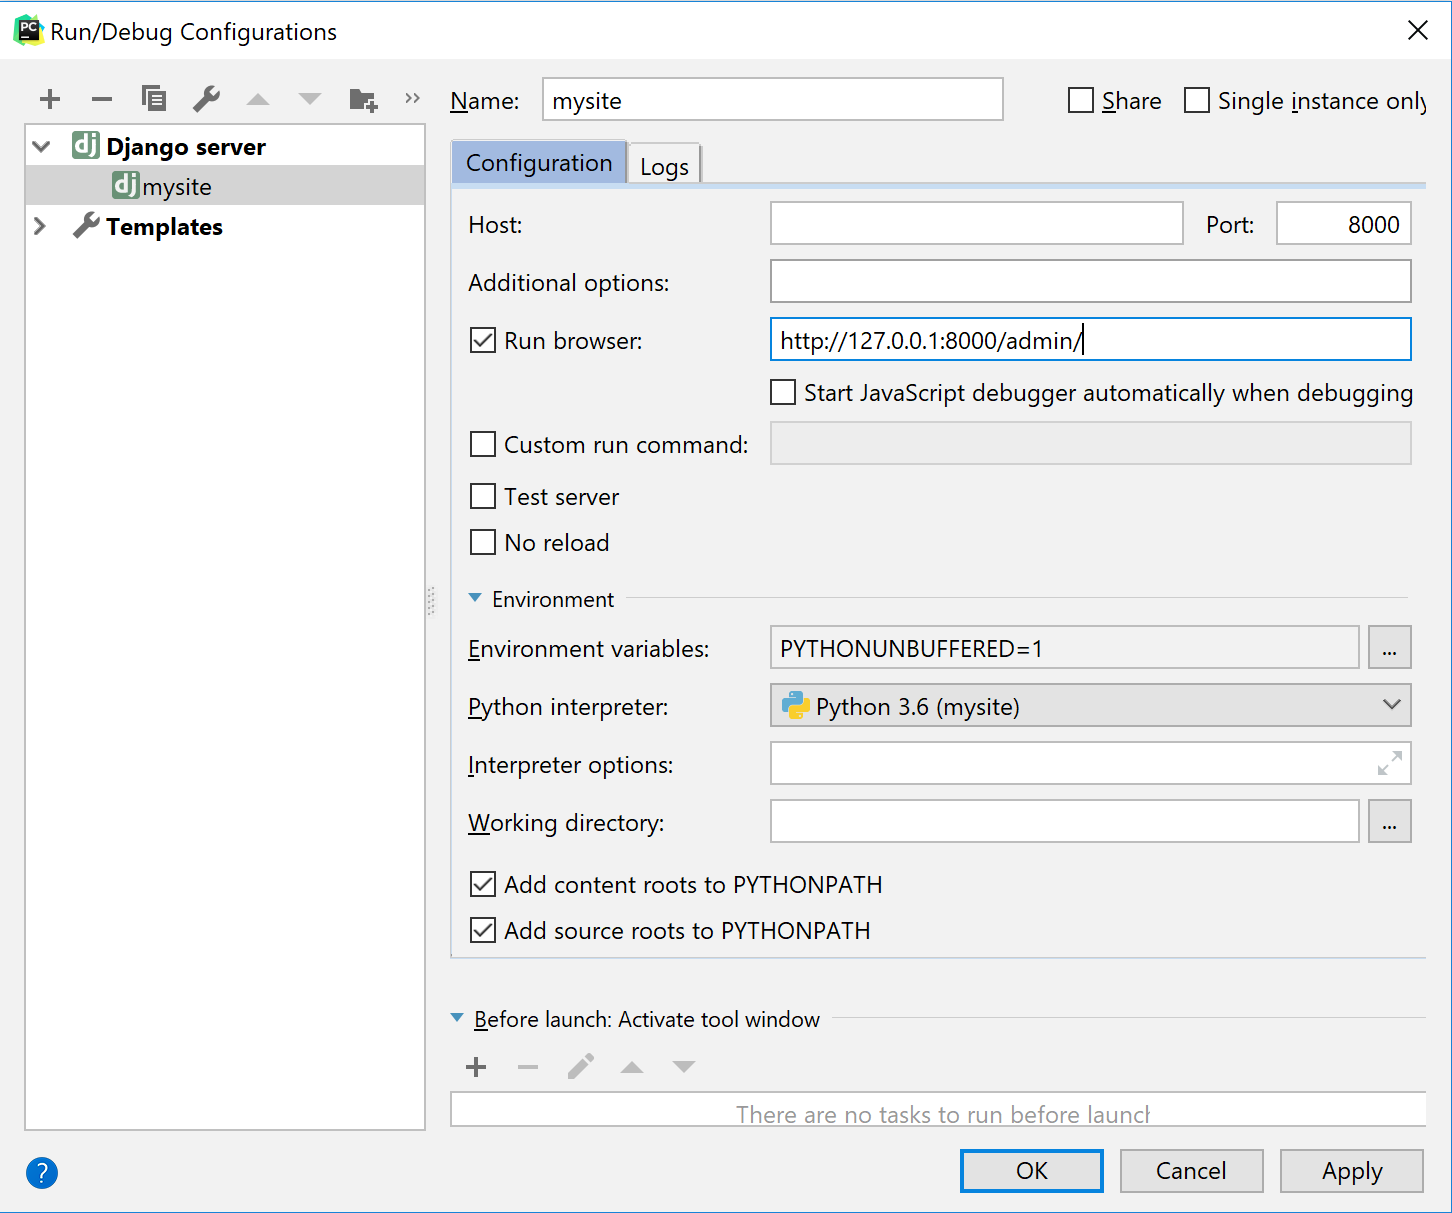 PC Run/Debug Configurations
Name: mysite Share Single instance only
dj Django server
dj mysite
Templates
Configuration Logs
Host: Port: 8000
Additional options:
Run browser: http://127.0.0.1:8000/admin/
Start JavaScript debugger automatically when debugging
Custom run command:
Test server
No reload
Environment
Environment variables: PYTHONUNBUFFERED=1 ...
Python interpreter: Python 3.6 (mysite)
Interpreter options:
Working directory: ...
Add content roots to PYTHONPATH
Add source roots to PYTHONPATH
Before launch: Activate tool window
There are no tasks to run before launch
? OK Cancel Apply